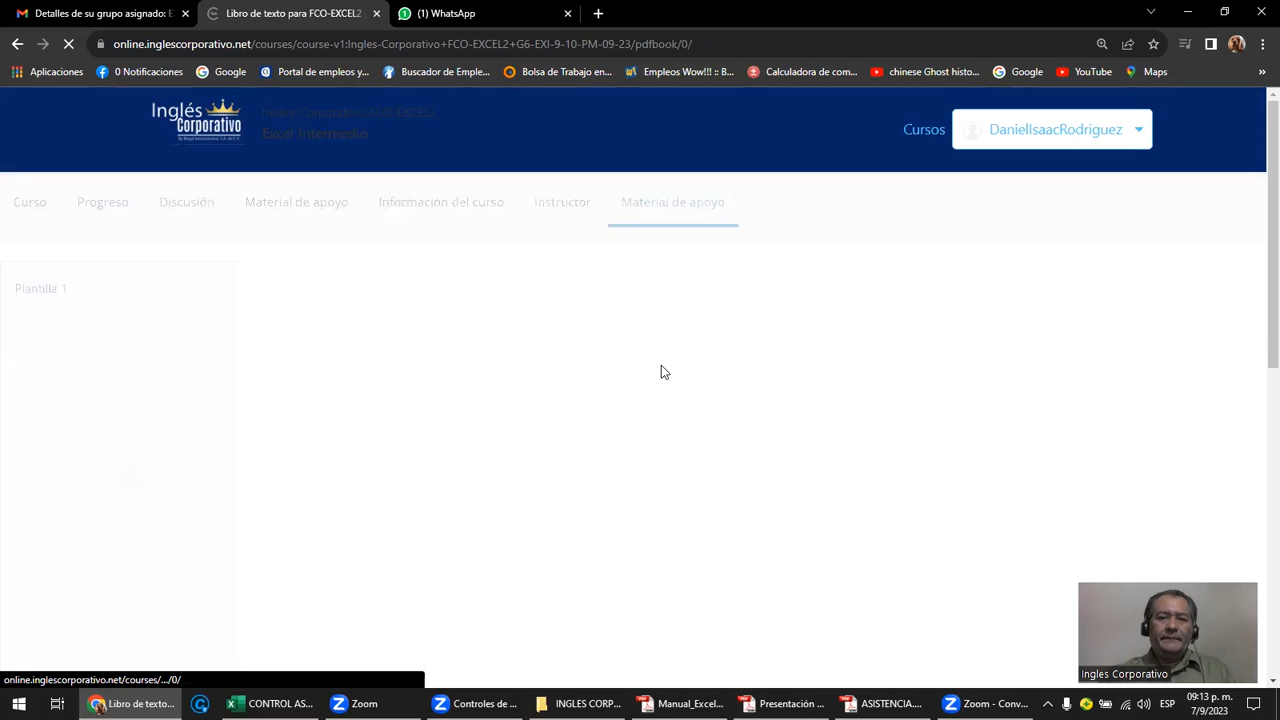 Detalles de su grupo asignado: E
Libro de texto para FCO-EXCEL2
(1) WhatsApp
online.inglescorporativo.net/courses/course-v1:Ingles-Corporativo+FCO-EXCEL2+G6-EXI-9-10-PM-09-23/pdfbook/0/
Aplicaciones
0 Notificaciones
Google
Portal de empleos y...
Buscador de Emple...
Bolsa de Trabajo en...
Empleos Wow!!! :: B...
Calculadora de com...
chinese Ghost histo...
Google
YouTube
Maps
»
Inglés
Corporativo
Excel Intermedio
Cursos
DanielIsaacRodriguez
Curso
Progreso
Discusión
Material de apoyo
Información del curso
Instructor
Material de apoyo
Plantilla 1
Ingles Corporativo
online.inglescorporativo.net/courses/.../0/
Libro de texto...
CONTROL AS...
Zoom
Controles de ...
INGLES CORP...
Manual_Excel...
Presentación ...
ASISTENCIA....
Zoom - Conv...
ESP
09:13 p. m.
7/9/2023